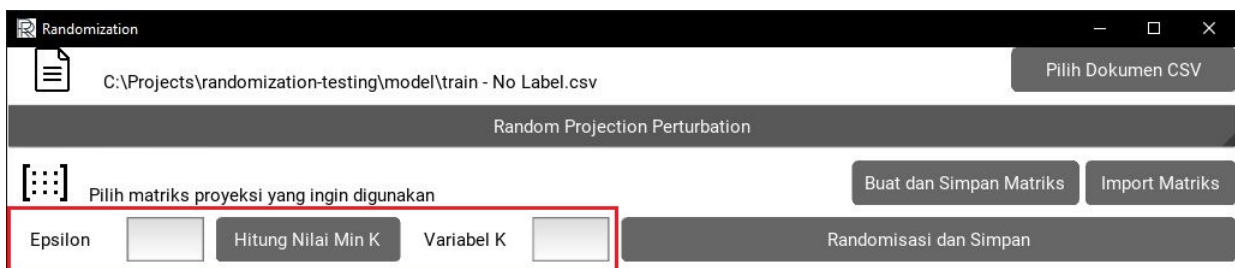 Randomization
C:\Projects\randomization-testing\model\train - No Label.csv
Pilih Dokumen CSV
Random Projection Perturbation
Pilih matriks proyeksi yang ingin digunakan
Buat dan Simpan Matriks
Import Matriks
Epsilon
Hitung Nilai Min K
Variabel K
Randomisasi dan Simpan